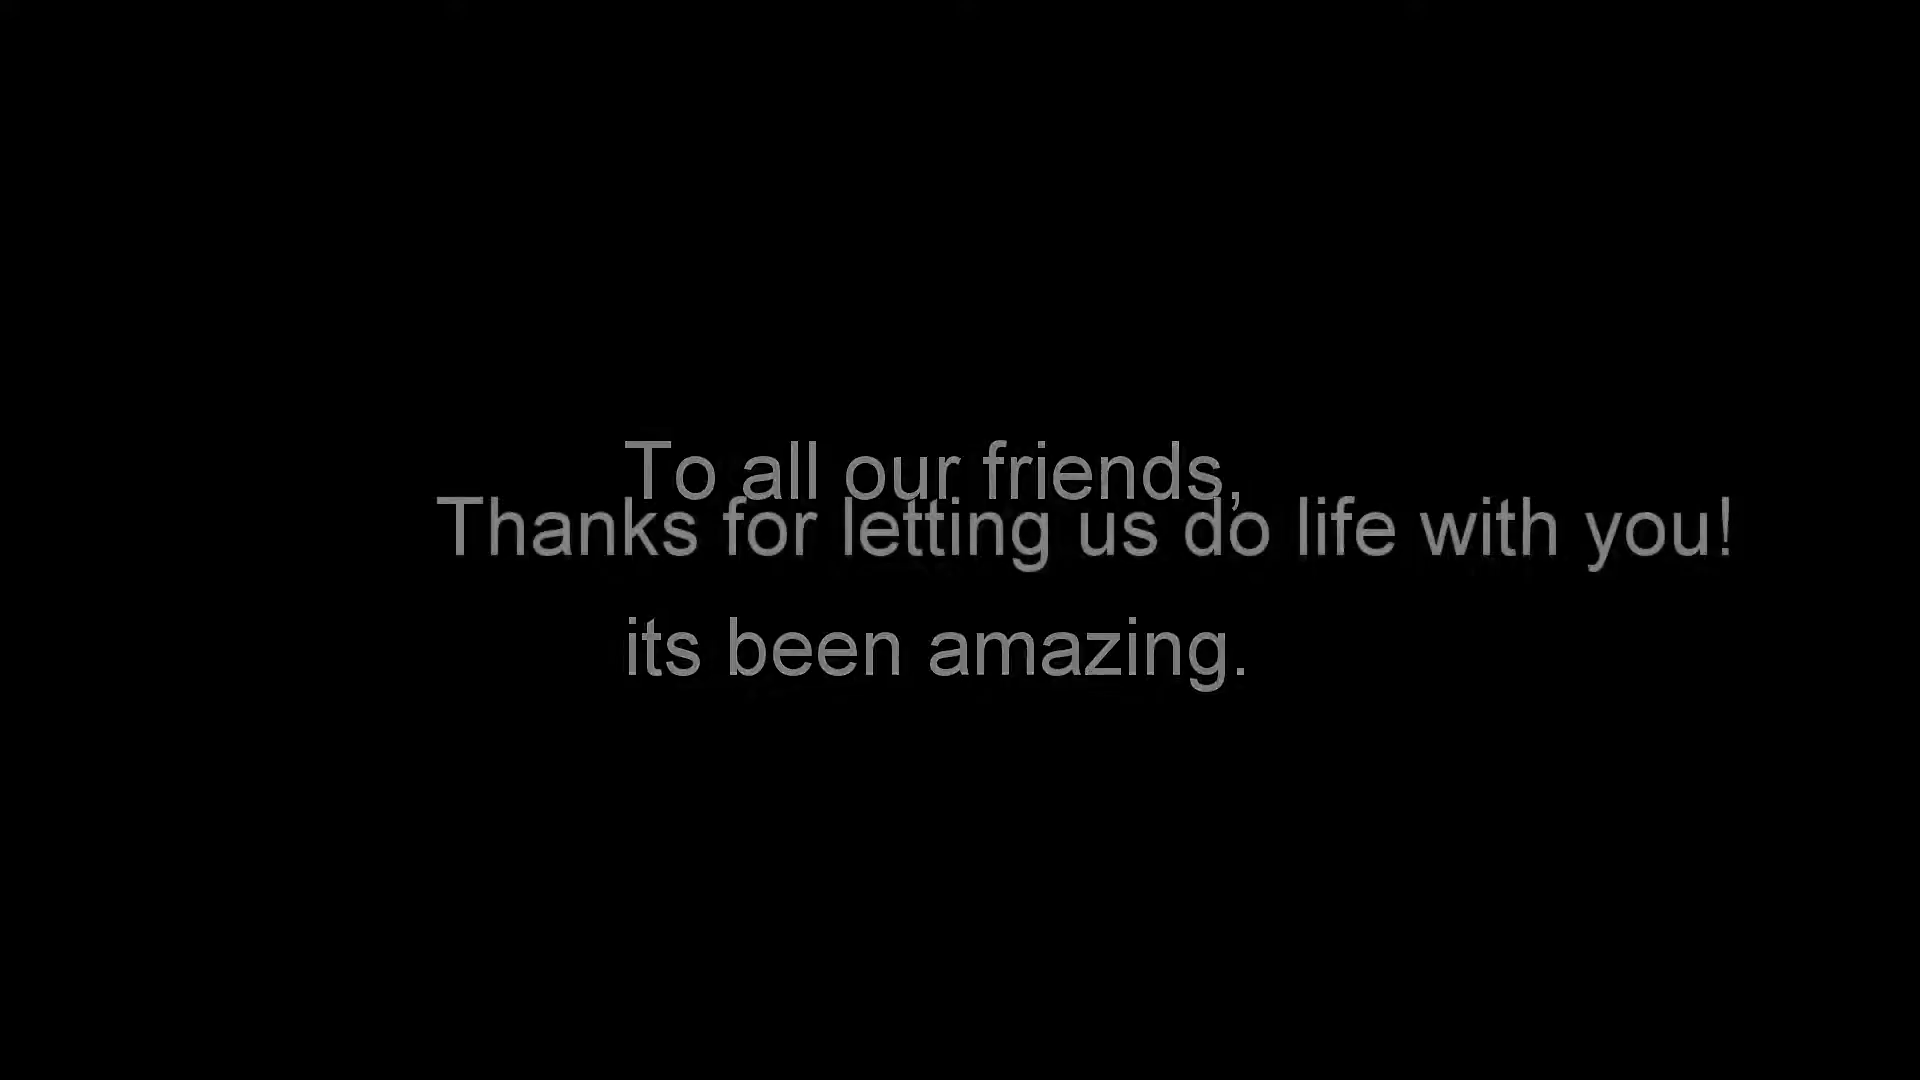 To all our friends,
Thanks for letting us do life with you!
its been amazing.